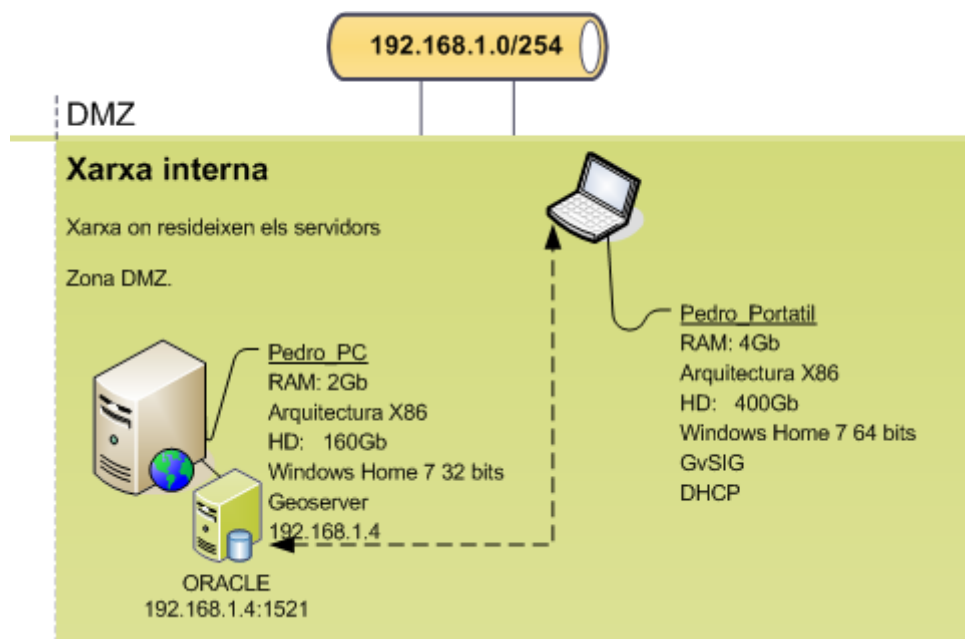 192.168.1.0/254
DMZ
Xarxa interna
Xarxa on resideixen els servidors
Zona DMZ.
Pedro_PC
RAM: 2Gb
Arquitectura X86
HD: 160Gb
Windows Home 7 32 bits
Geoserver
192.168.1.4
ORACLE
192.168.1.4:1521
Pedro_Portatil
RAM: 4Gb
Arquitectura X86
HD: 400Gb
Windows Home 7 64 bits
GvSIG
DHCP